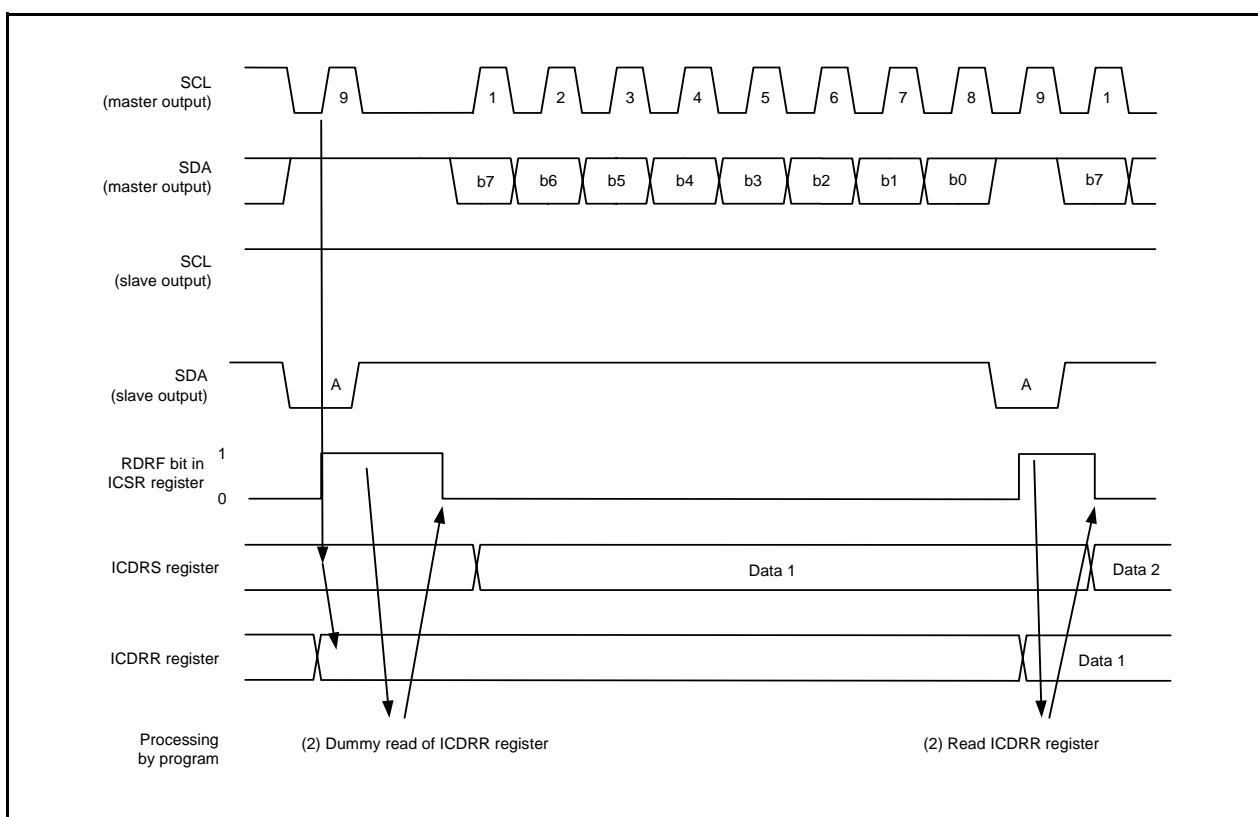 SCL
(master output)
9 1 2 3 4 5 6 7 8 9 1
SDA
(master output)
b7 b6 b5 b4 b3 b2 b1 b0 b7
SCL
(slave output)
SDA
(slave output)
A A
RDRF bit in
ICSR register
1
0
ICDRS register
Data 1 Data 2
ICDRR register
Data 1
Processing
by program
(2) Dummy read of ICDRR register (2) Read ICDRR register